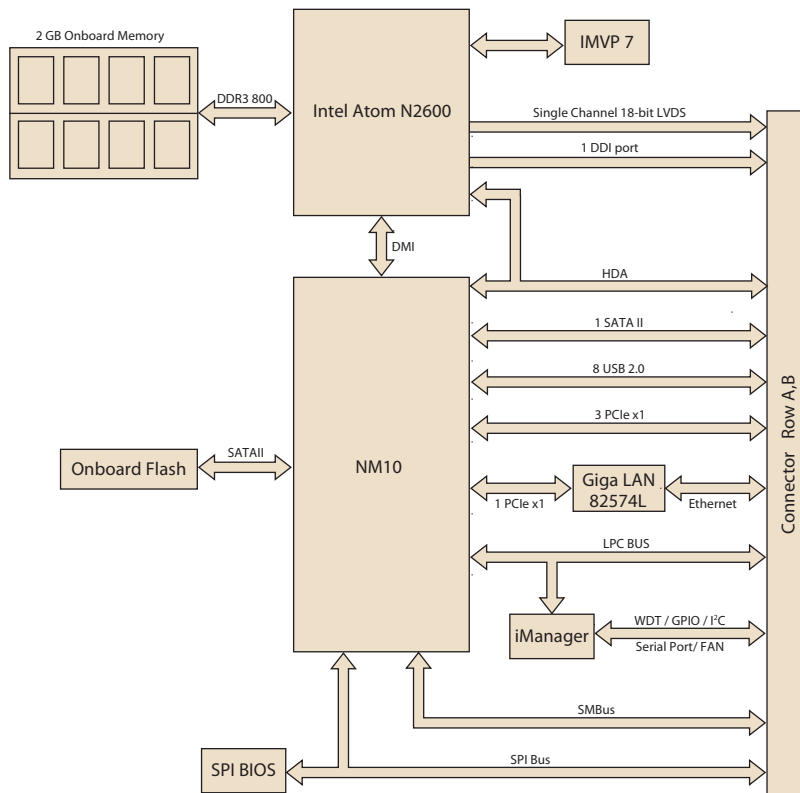 2 GB Onboard Memory
IMVP 7
DDR3 800
Intel Atom N2600
Single Channel 18-bit LVDS
1 DDI port
DMI
HDA
1 SATA II
8 USB 2.0
3 PCIe x1
Onboard Flash
SATAII
NM10
Giga LAN
82574L
1 PCIe x1
Ethernet
Connector Row A,B
LPC BUS
iManager
WDT / GPIO / I²C
Serial Port/ FAN
SMBus
SPI BIOS
SPI Bus